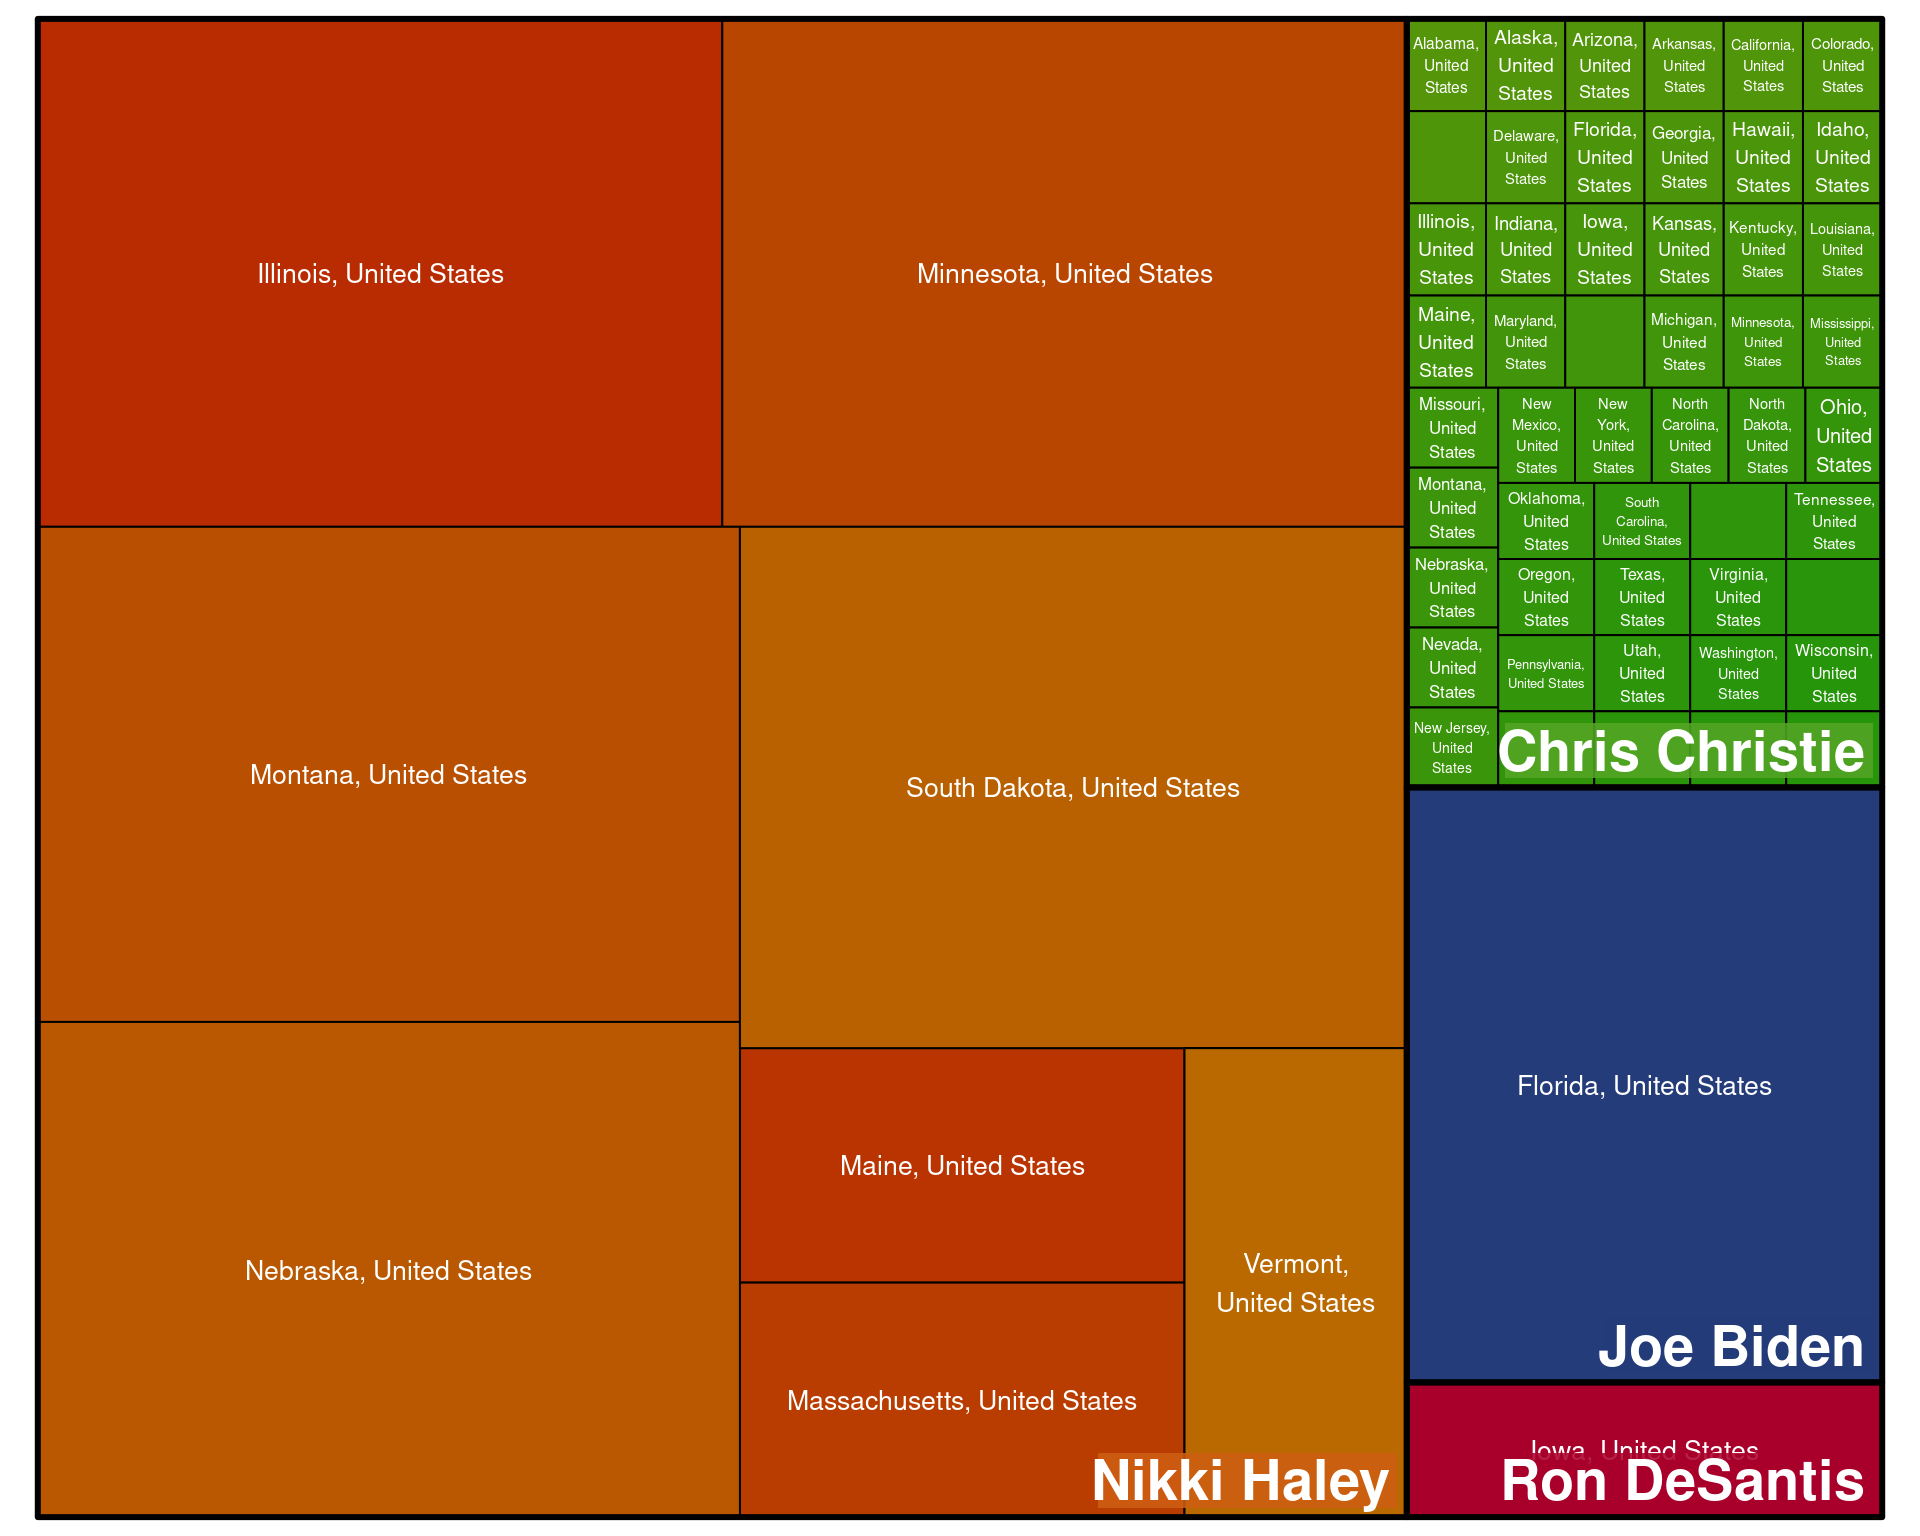 Illinois, United States
Minnesota, United States
Montana, United States
South Dakota, United States
Nebraska, United States
Maine, United States
Massachusetts, United States
Vermont,
United States
Nikki Haley
Alabama,
United
States
Alaska,
United
States
Arizona,
United
States
Arkansas,
United
States
California,
United
States
Colorado,
United
States
Delaware,
United
States
Florida,
United
States
Georgia,
United
States
Hawaii,
United
States
Idaho,
United
States
Illinois,
United
States
Indiana,
United
States
Iowa,
United
States
Kansas,
United
States
Kentucky,
United
States
Louisiana,
United
States
Maine,
United
States
Maryland,
United
States
Michigan,
United
States
Minnesota,
United
States
Mississippi,
United
States
Missouri,
United
States
Montana,
United
States
Nebraska,
United
States
Nevada,
United
States
New Jersey,
United
States
New
Mexico,
United
States
New
York,
United
States
North
Carolina,
United
States
North
Dakota,
United
States
Ohio,
United
States
Oklahoma,
United
States
South
Carolina,
United States
Tennessee,
United
States
Oregon,
United
States
Texas,
United
States
Virginia,
United
States
Pennsylvania,
United States
Utah,
United
States
Washington,
United
States
Wisconsin,
United
States
Chris Christie
Florida, United States
Joe Biden
Iowa, United States
Ron DeSantis